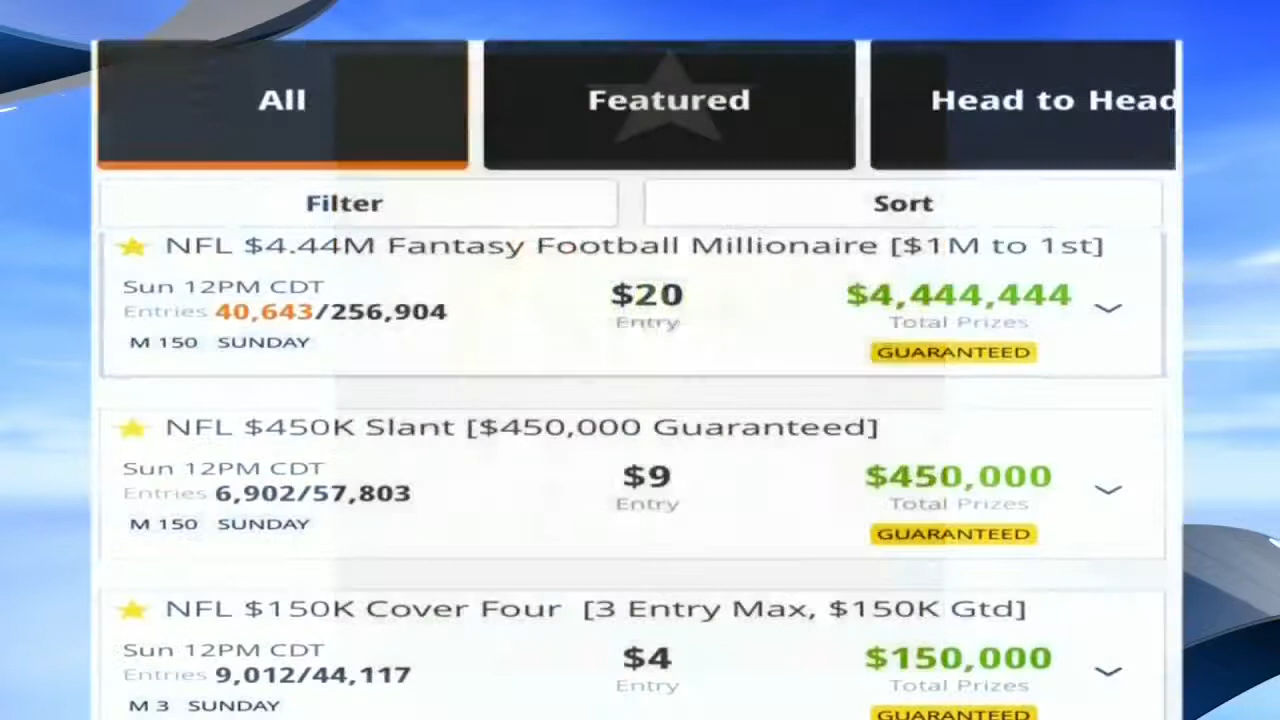 All Featured Head to Head
Filter Sort
NFL $4.44M Fantasy Football Millionaire [$1M to 1st]
Sun 12PM CDT
Entries 40,643/256,904
M 150 SUNDAY
$20
Entry
$4,444,444
Total Prizes
GUARANTEED
NFL $450K Slant [$450,000 Guaranteed]
Sun 12PM CDT
Entries 6,902/57,803
M 150 SUNDAY
$9
Entry
$450,000
Total Prizes
GUARANTEED
NFL $150K Cover Four [3 Entry Max, $150K Gtd]
Sun 12PM CDT
Entries 9,012/44,117
M 3 SUNDAY
$4
Entry
$150,000
Total Prizes
GUARANTEED